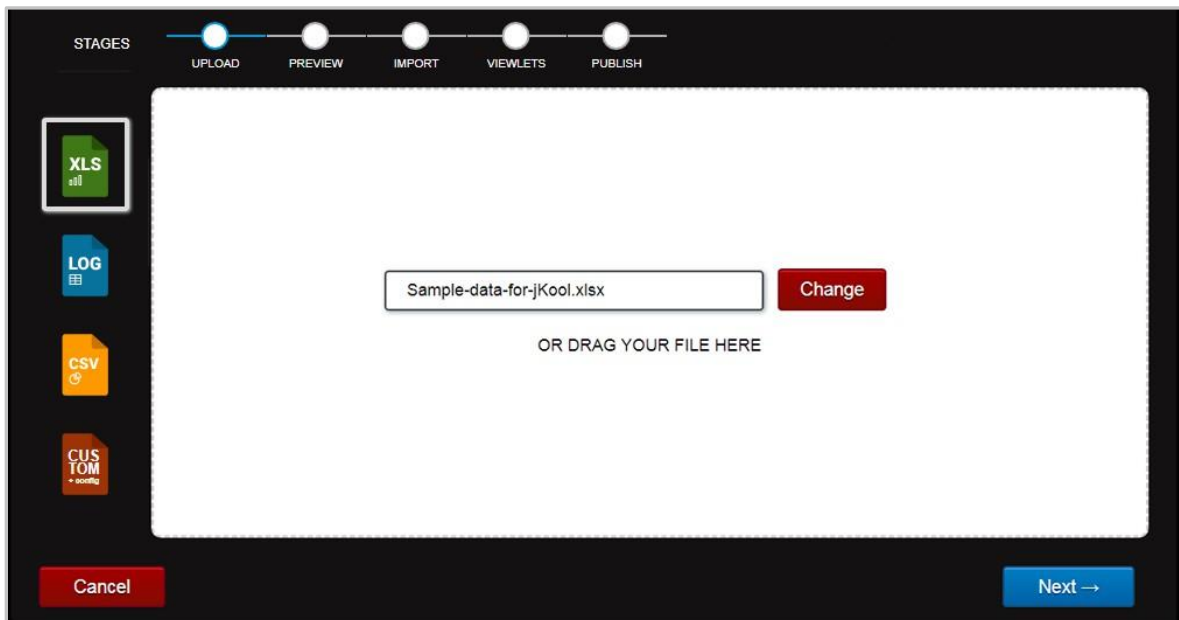 STAGES
UPLOAD PREVIEW IMPORT VIEWLETS PUBLISH
XLS
LOG
CSV
CUS
TOM
+ config
Sample-data-for-jKool.xlsx
Change
OR DRAG YOUR FILE HERE
Cancel
Next →